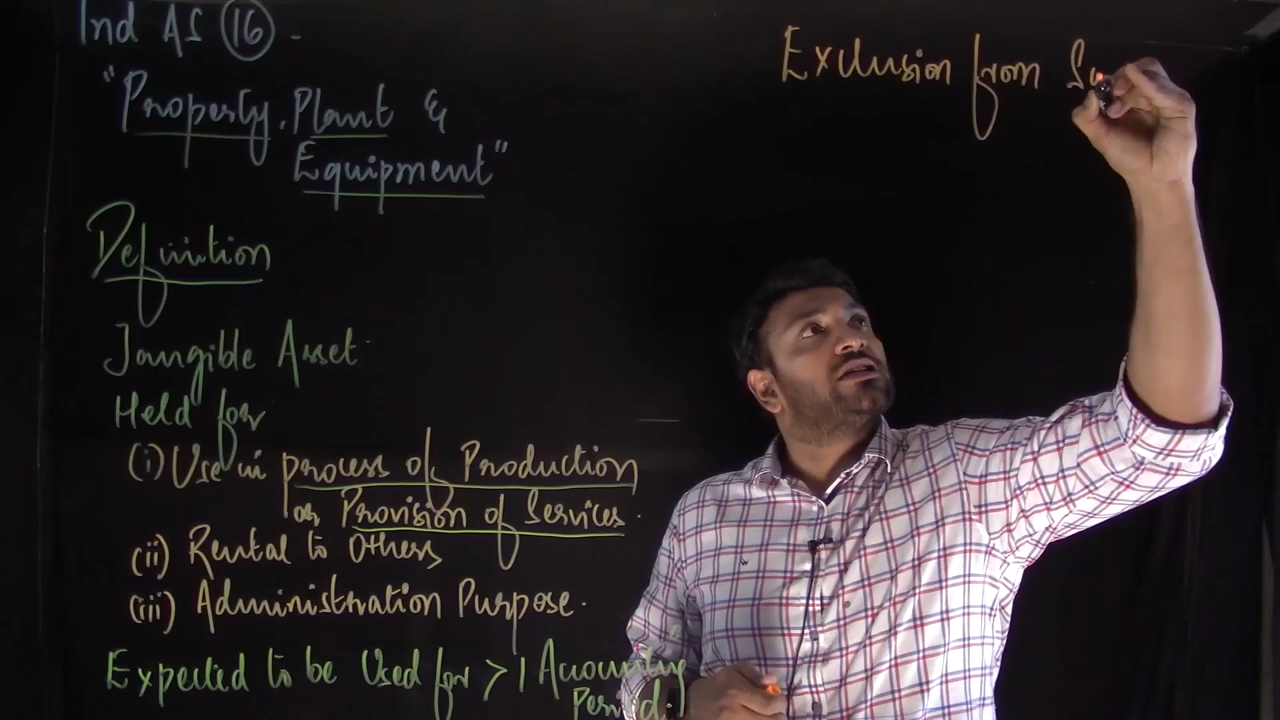 Ind AS 16 -
"Property, Plant &
Equipment"
Definition
Tangible Asset.
Held for
(i) Use in process of Production
or Provision of Services.
(ii) Rental to Others
(iii) Administration Purpose.
Expected to be Used for > 1 Accounting
Period.
Exclusion from